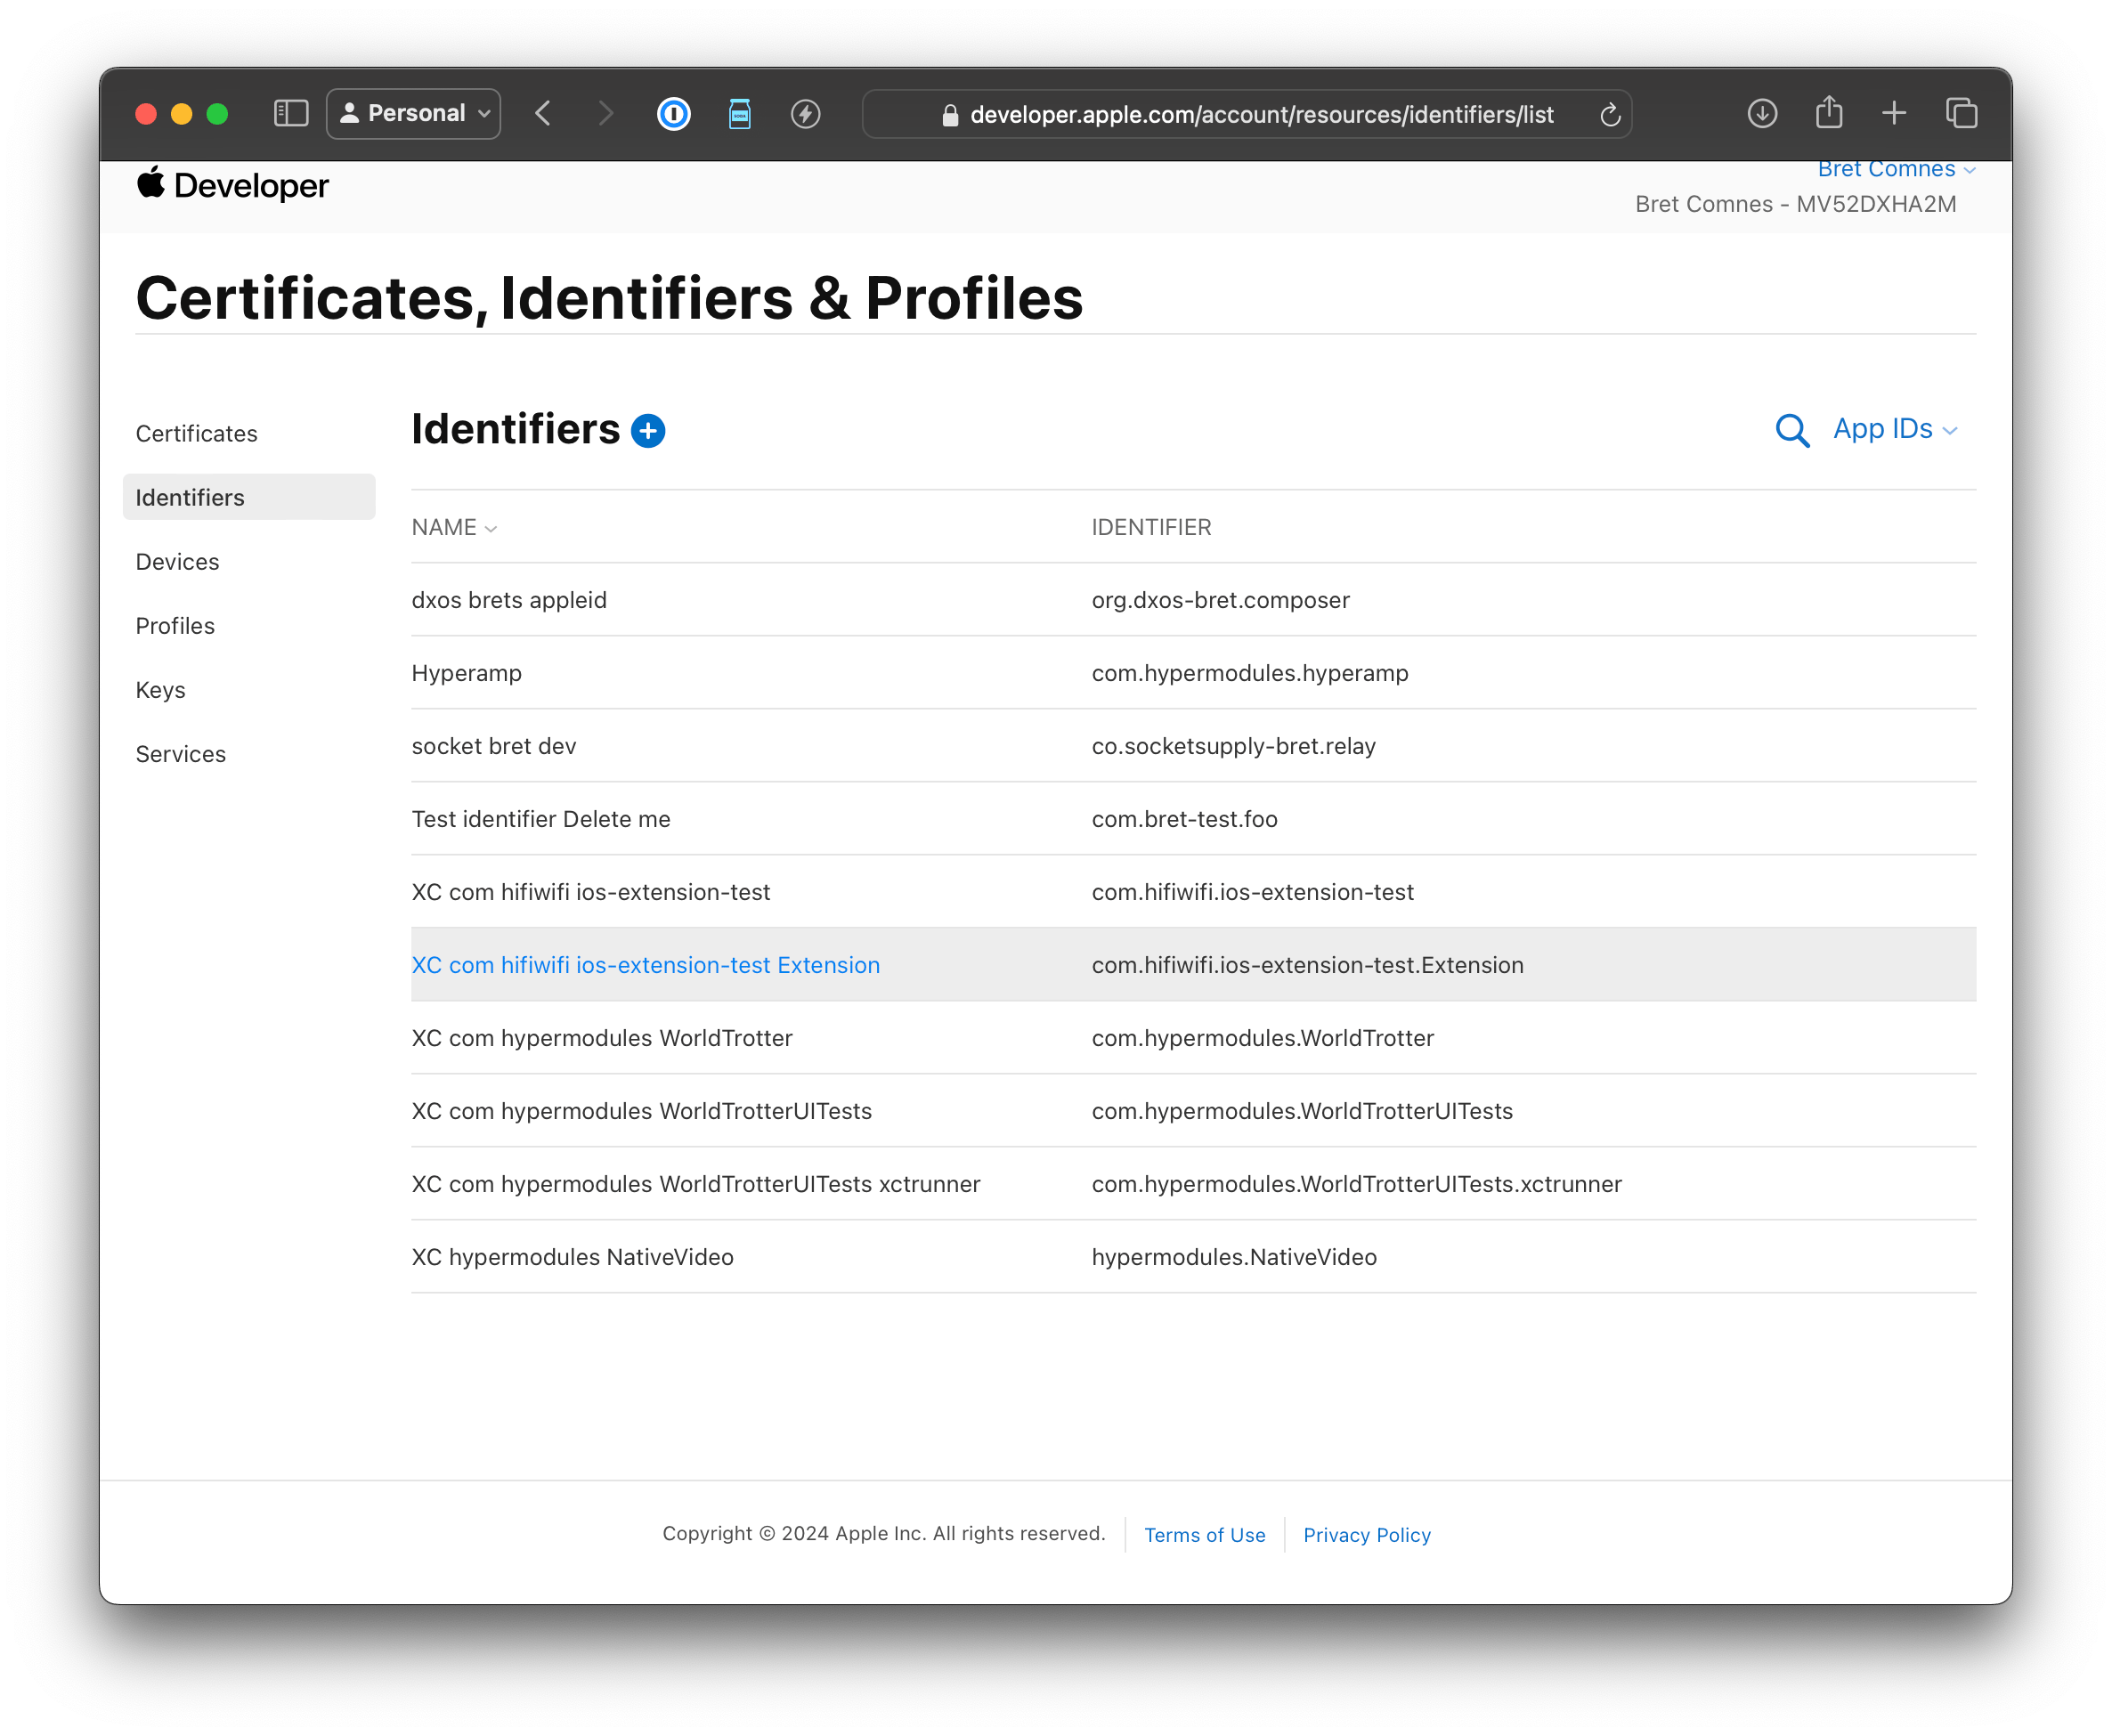 Personal
developer.apple.com/account/resources/identifiers/list
Developer
Bret Comnes
Bret Comnes - MV52DXHA2M
Certificates, Identifiers & Profiles
Certificates
Identifiers
Devices
Profiles
Keys
Services
Identifiers
App IDs
NAME IDENTIFIER
dxos brets appleid org.dxos-bret.composer
Hyperamp com.hypermodules.hyperamp
socket bret dev co.socketsupply-bret.relay
Test identifier Delete me com.bret-test.foo
XC com hifiwifi ios-extension-test com.hifiwifi.ios-extension-test
XC com hifiwifi ios-extension-test Extension com.hifiwifi.ios-extension-test.Extension
XC com hypermodules WorldTrotter com.hypermodules.WorldTrotter
XC com hypermodules WorldTrotterUITests com.hypermodules.WorldTrotterUITests
XC com hypermodules WorldTrotterUITests xctrunner com.hypermodules.WorldTrotterUITests.xctrunner
XC hypermodules NativeVideo hypermodules.NativeVideo
Copyright © 2024 Apple Inc. All rights reserved. Terms of Use Privacy Policy